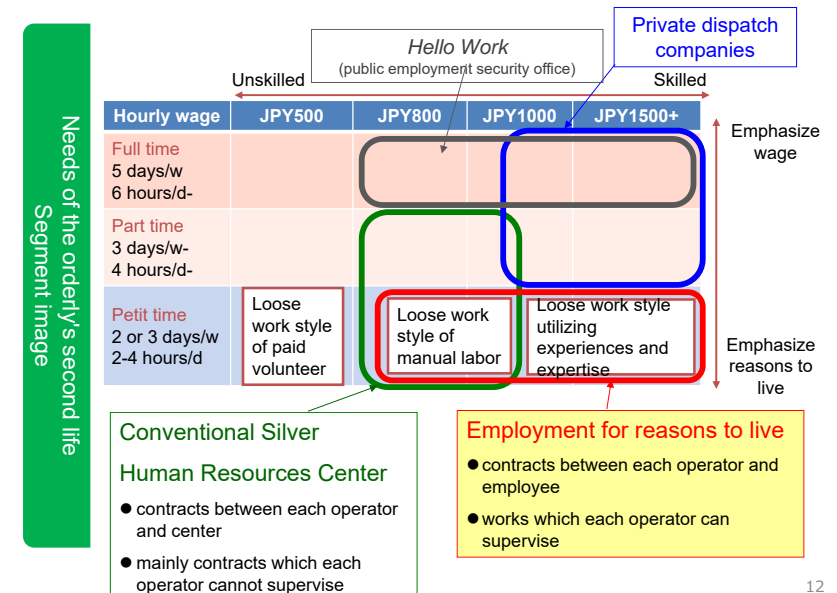 Needs of the orderly's second life
Segment image
Hello Work
(public employment security office)
Private dispatch
companies
Unskilled
Skilled
Hourly wage JPY500 JPY800 JPY1000 JPY1500+
Full time
5 days/w
6 hours/d-
Part time
3 days/w-
4 hours/d-
Petit time
2 or 3 days/w
2-4 hours/d
Loose
work style
of paid
volunteer
Loose work
style of
manual labor
Loose work style
utilizing
experiences and
expertise
Emphasize
wage
Emphasize
reasons to
live
Conventional Silver
Human Resources Center
● contracts between each operator
and center
● mainly contracts which each
operator cannot supervise
Employment for reasons to live
● contracts between each operator and
employee
● works which each operator can
supervise
12